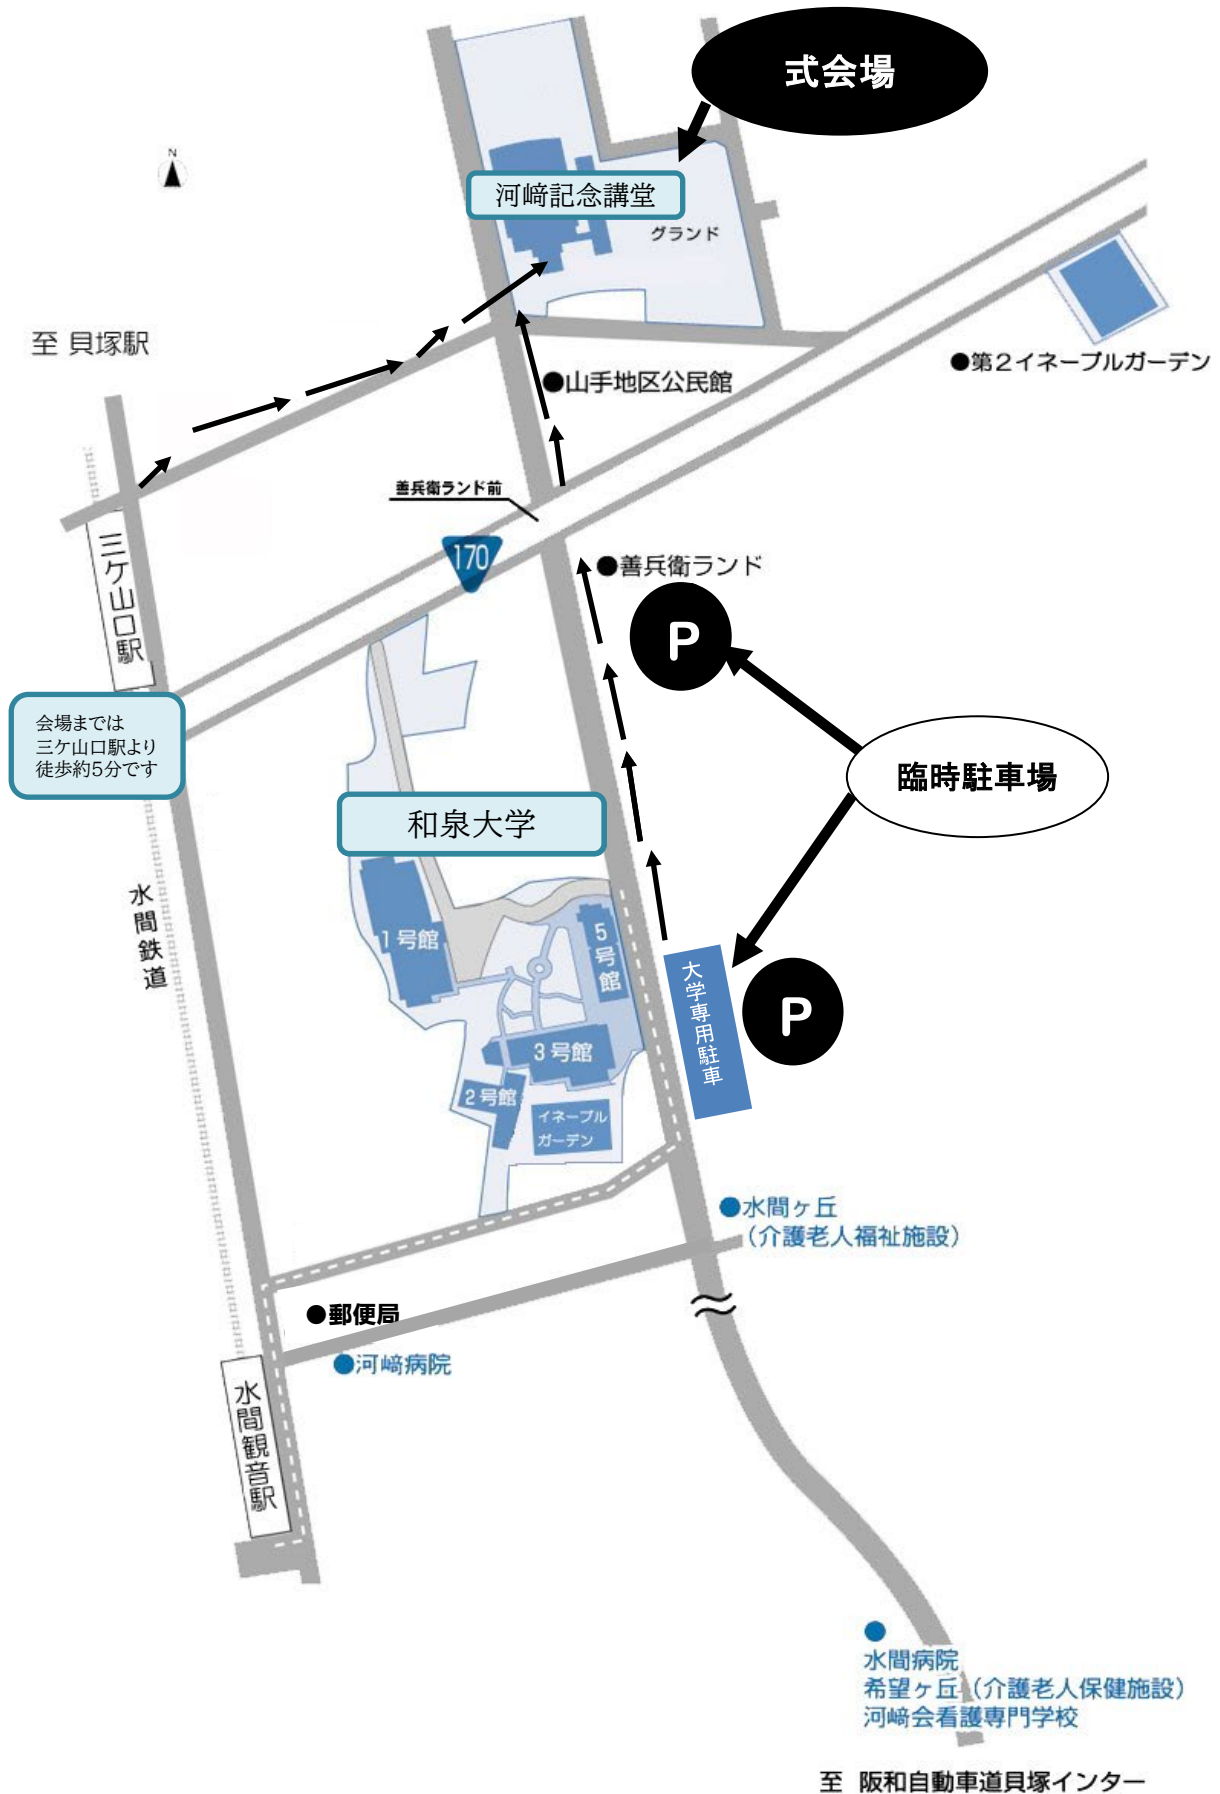 式会場
N
河﨑記念講堂
グランド
至 貝塚駅
●第2イネーブルガーデン
●山手地区公民館
善兵衛ランド前
170
●善兵衛ランド
三ケ山口駅
P
会場までは
三ケ山口駅より
徒歩約5分です
臨時駐車場
和泉大学
水間鉄道
1号館
5号館
大学専用駐車
P
3号館
2号館
イネーブル
ガーデン
●水間ヶ丘
（介護老人福祉施設）
●郵便局
●河﨑病院
水間観音駅
●
水間病院
希望ヶ丘（介護老人保健施設）
河﨑会看護専門学校
至 阪和自動車道貝塚インター